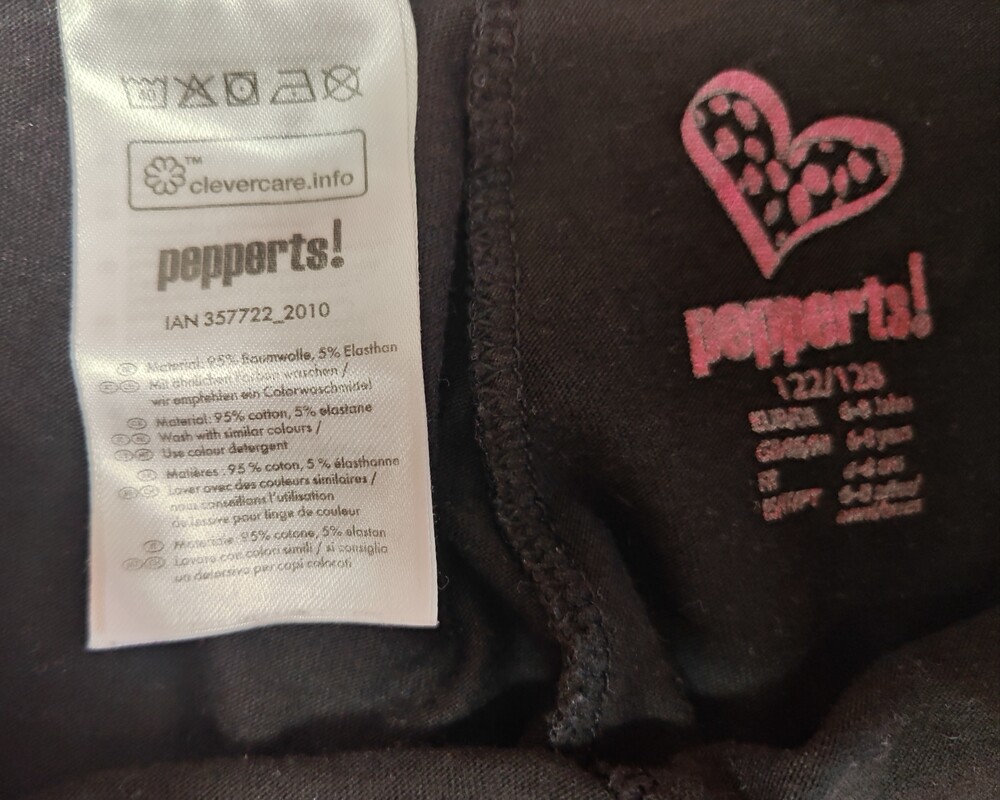 ™
clevercare.info
pepperts!
IAN 357722_2010
Material: 95% Baumwolle, 5% Elasthan
Mit ähnlichen Farben waschen /
wir empfehlen ein Colorwaschmittel
Material: 95% cotton, 5% elastane
Wash with similar colours /
Use colour detergent
Matières : 95 % coton, 5 % élasthanne
Laver avec des couleurs similaires /
nous conseillons l'utilisation
de lessive pour linge de couleur
Materiale: 95% cotone, 5% elastan
Lavare con colori simili / si consiglia
un detersivo per capi colorati
pepperts!
122/128